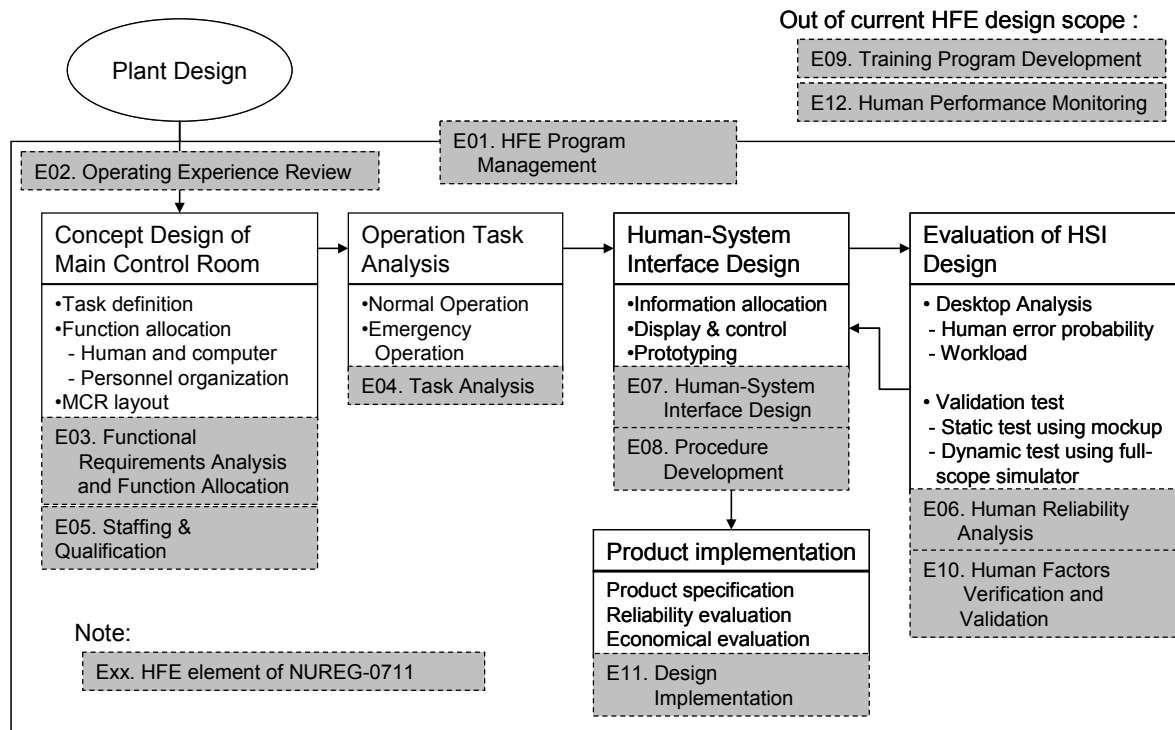 Out of current HFE design scope :
E09. Training Program Development
E12. Human Performance Monitoring
Plant Design
E01. HFE Program
Management
E02. Operating Experience Review
Concept Design of
Main Control Room
•Task definition
•Function allocation
- Human and computer
- Personnel organization
•MCR layout
E03. Functional
Requirements Analysis
and Function Allocation
E05. Staffing &
Qualification
Operation Task
Analysis
•Normal Operation
•Emergency
Operation
E04. Task Analysis
Human-System
Interface Design
•Information allocation
•Display & control
•Prototyping
E07. Human-System
Interface Design
E08. Procedure
Development
Evaluation of HSI
Design
• Desktop Analysis
- Human error probability
- Workload
• Validation test
- Static test using mockup
- Dynamic test using full-
scope simulator
E06. Human Reliability
Analysis
E10. Human Factors
Verification and
Validation
Product implementation
Product specification
Reliability evaluation
Economical evaluation
E11. Design
Implementation
Note:
Exx. HFE element of NUREG-0711